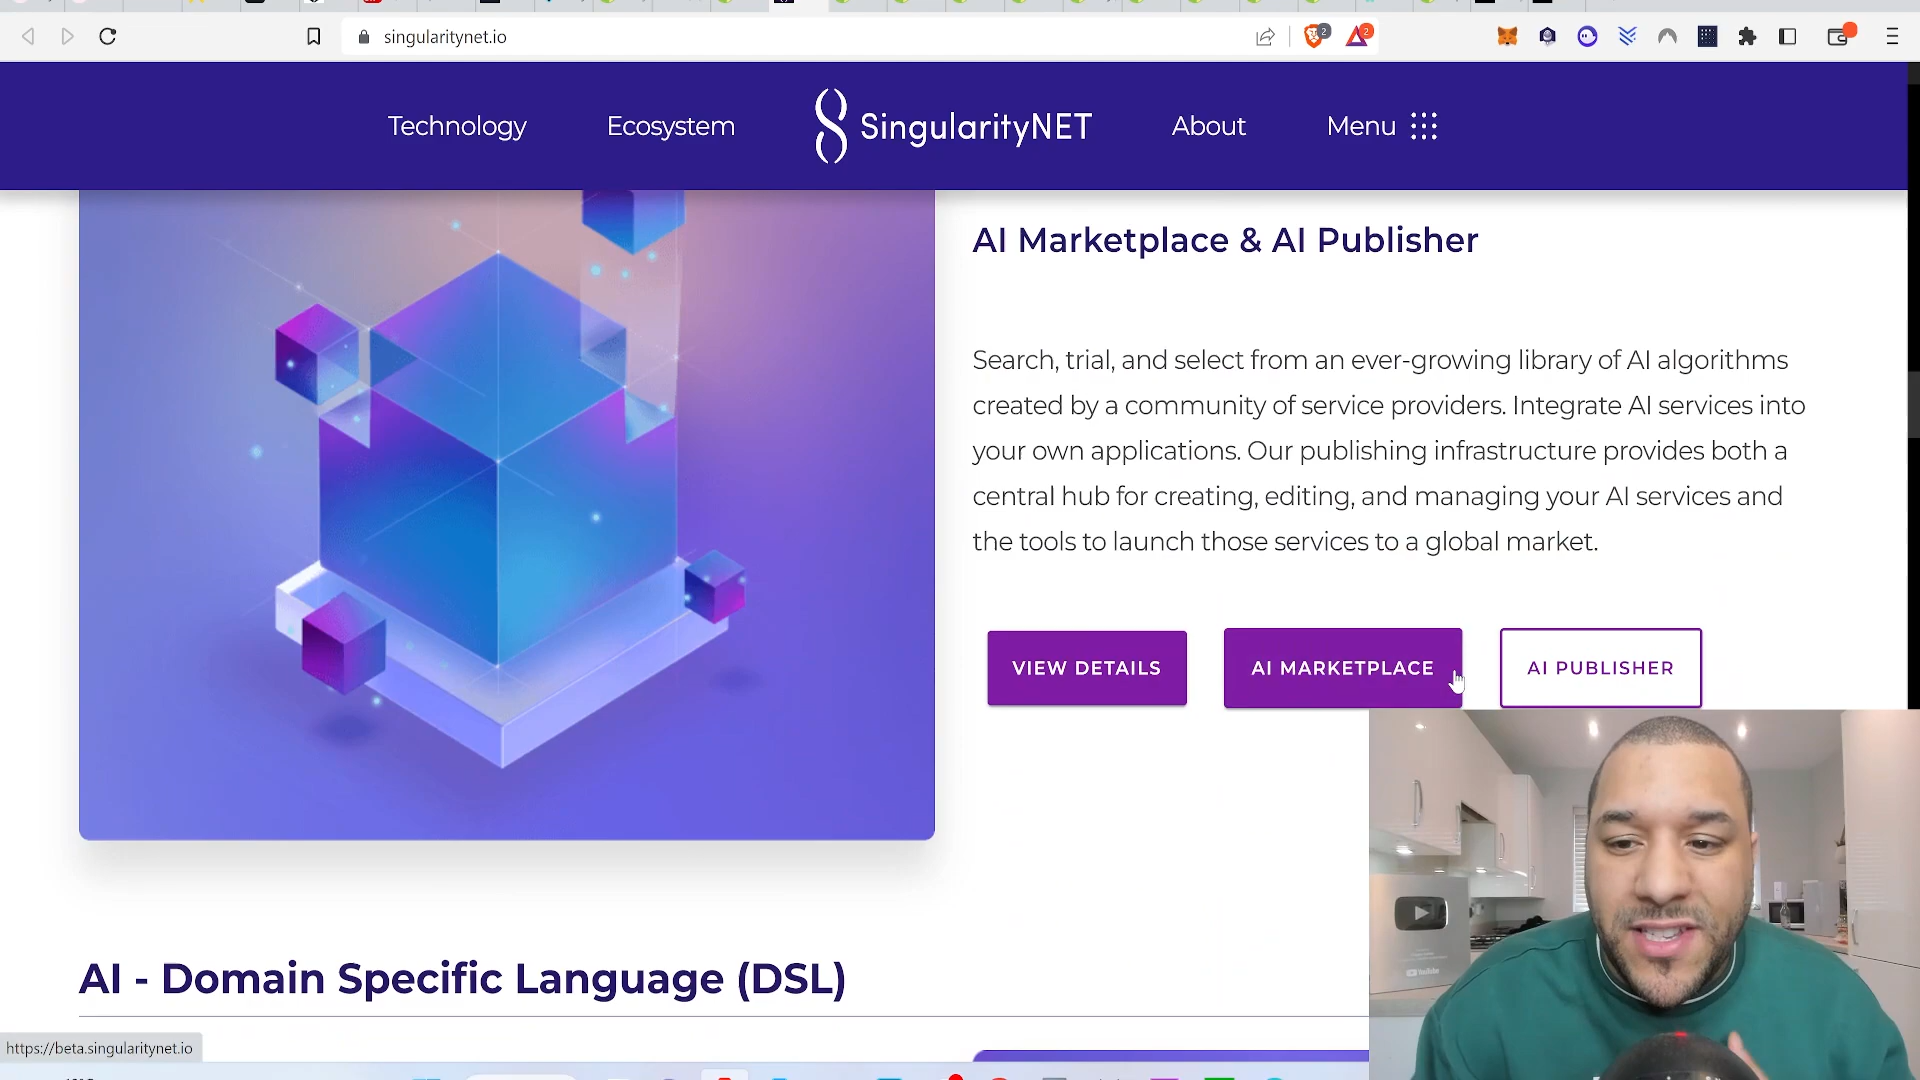 singularitynet.io
2
2
Technology
Ecosystem
SingularityNET
About
Menu
AI Marketplace & AI Publisher
Search, trial, and select from an ever-growing library of AI algorithms
created by a community of service providers. Integrate AI services into
your own applications. Our publishing infrastructure provides both a
central hub for creating, editing, and managing your AI services and
the tools to launch those services to a global market.
VIEW DETAILS
AI MARKETPLACE
AI PUBLISHER
YouTube
AI - Domain Specific Language (DSL)
https://beta.singularitynet.io